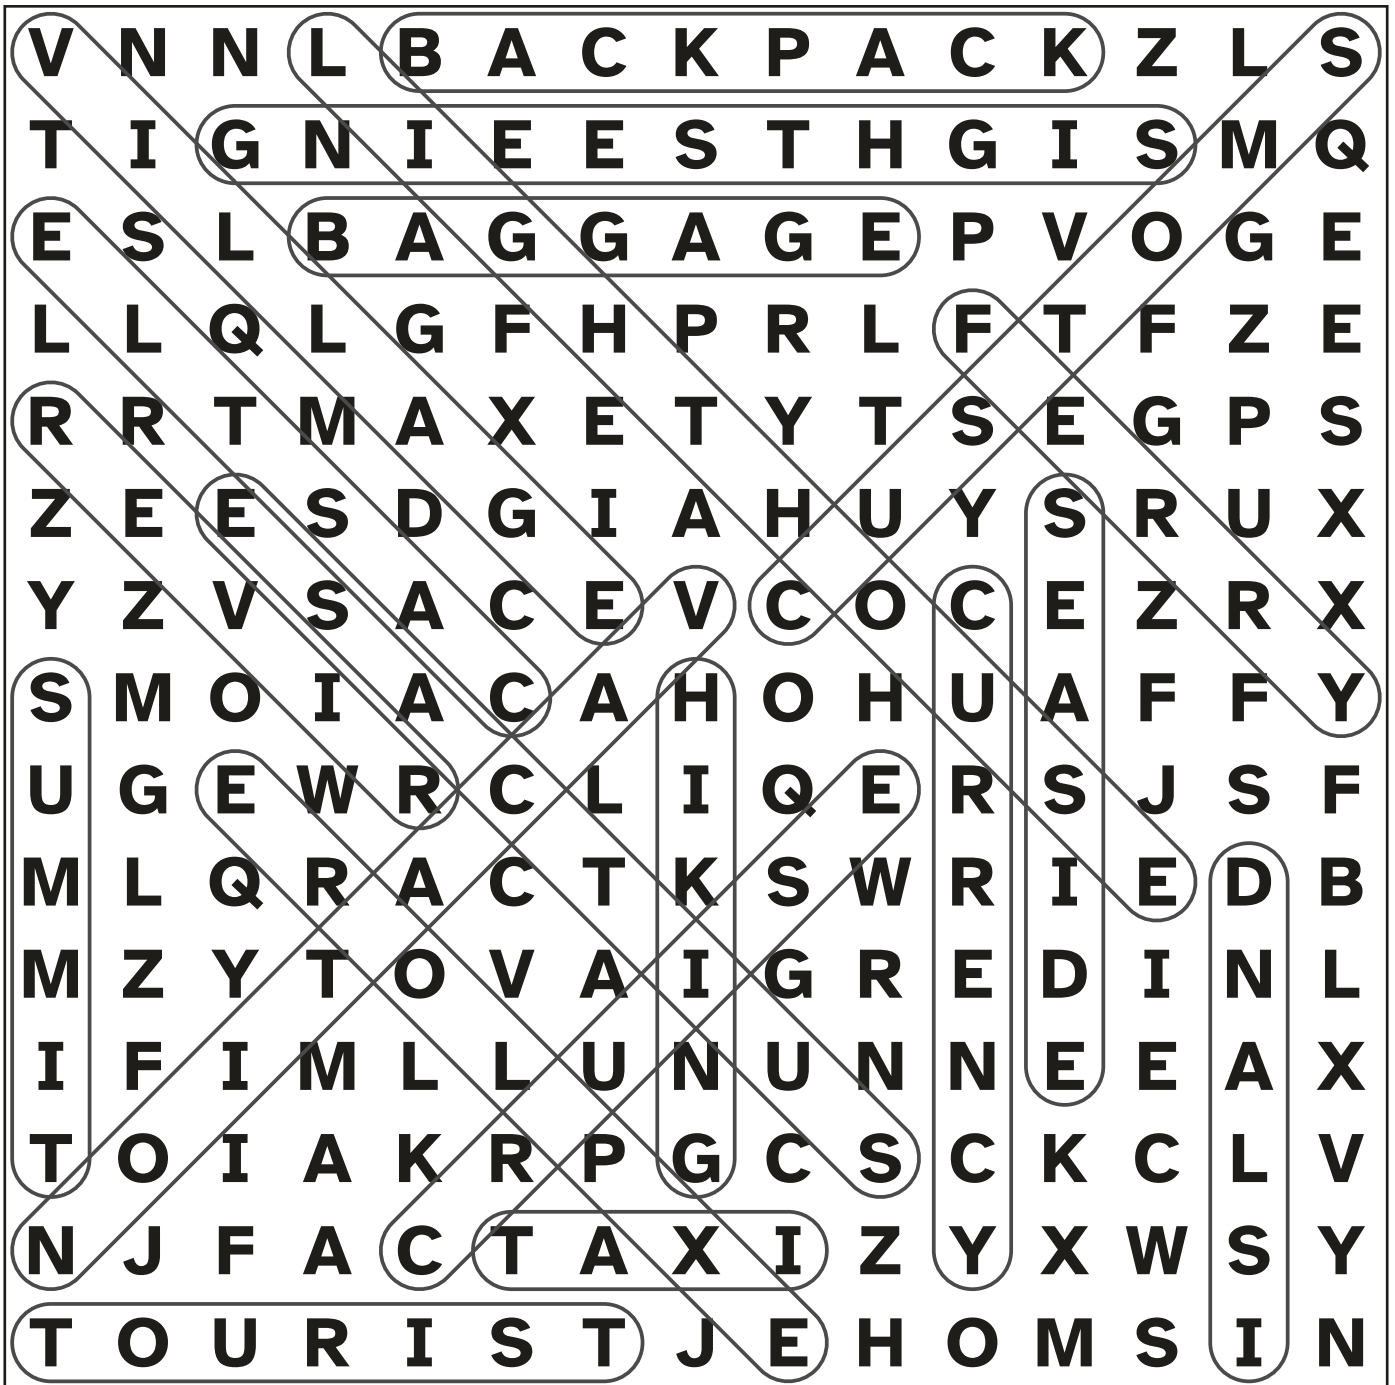 V N N L B A C K P A C K Z L S
T I G N I E E S T H G I S M Q
E S L B A G G A G E P V O G E
L L Q L G F H P R L F T F Z E
R R T M A X E T Y T S E G P S
Z E E S D G I A H U Y S R U X
Y Z V S A C E V C O C E Z R X
S M O I A C A H O H U A F F Y
U G E W R C L I Q E R S J S F
M L Q R A C T K S W R I E D B
M Z Y T O V A I G R E D I N L
I F I M L L U N U N N E E A X
T O I A K R P G C S C K C L V
N J F A C T A X I Z Y X W S Y
T O U R I S T J E H O M S I N